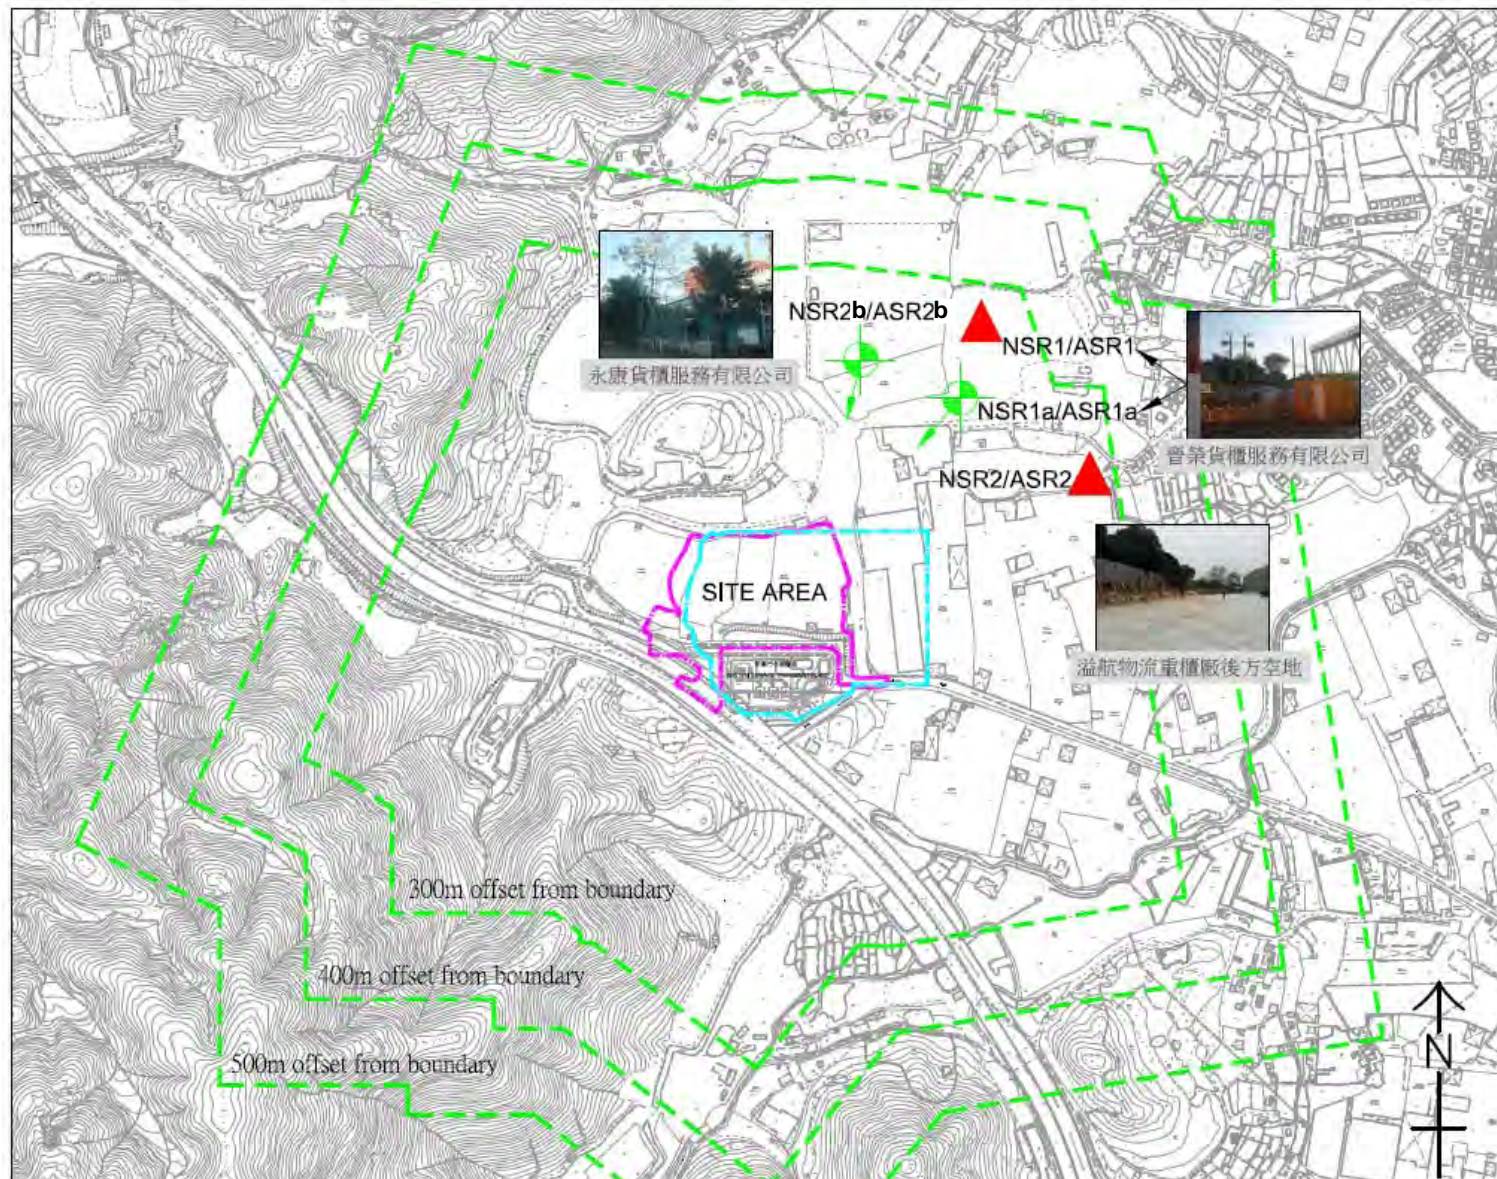 NSR2b/ASR2b
NSR1/ASR1
永康貨櫃服務有限公司
NSR1a/ASR1a
晉榮貨櫃服務有限公司
NSR2/ASR2
SITE AREA
溢航物流重櫃廠後方空地
300m offset from boundary
400m offset from boundary
500m offset from boundary
N